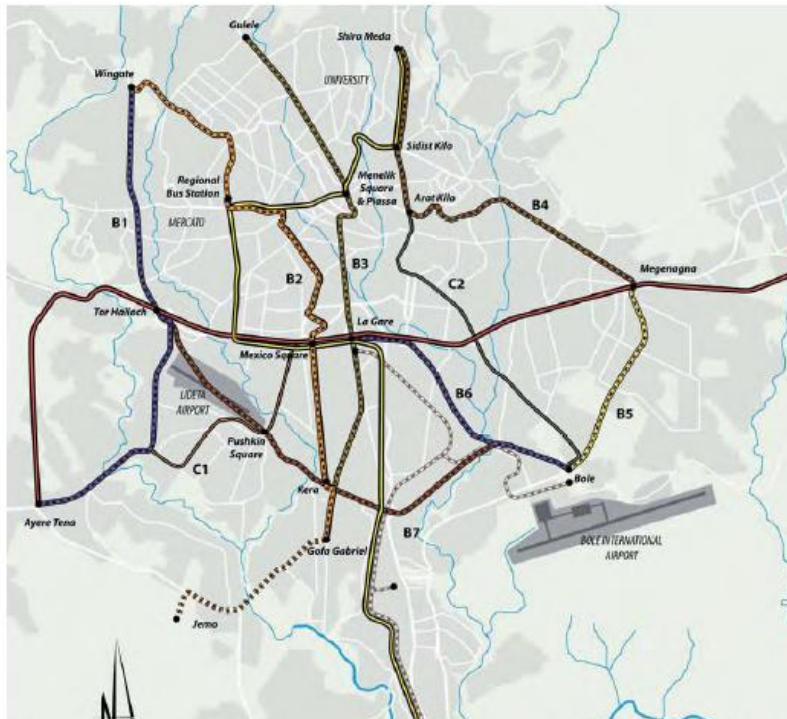 Gulele
Shiro Meda
Wingate
UNIVERSITY
Sidist Kilo
Regional
Bus Station
Menelik
Square
& Piassa
Arat Kilo
B4
B1
MERCATO
B2
B3
C2
Megenagna
Tor Hailoch
La Gare
Mexico Square
LIDETA
AIRPORT
B6
B5
Pushkin
Square
C1
Kera
Bole
Ayere Tena
B7
Gofa Gabriel
BOLE INTERNATIONAL
AIRPORT
Jemo
N